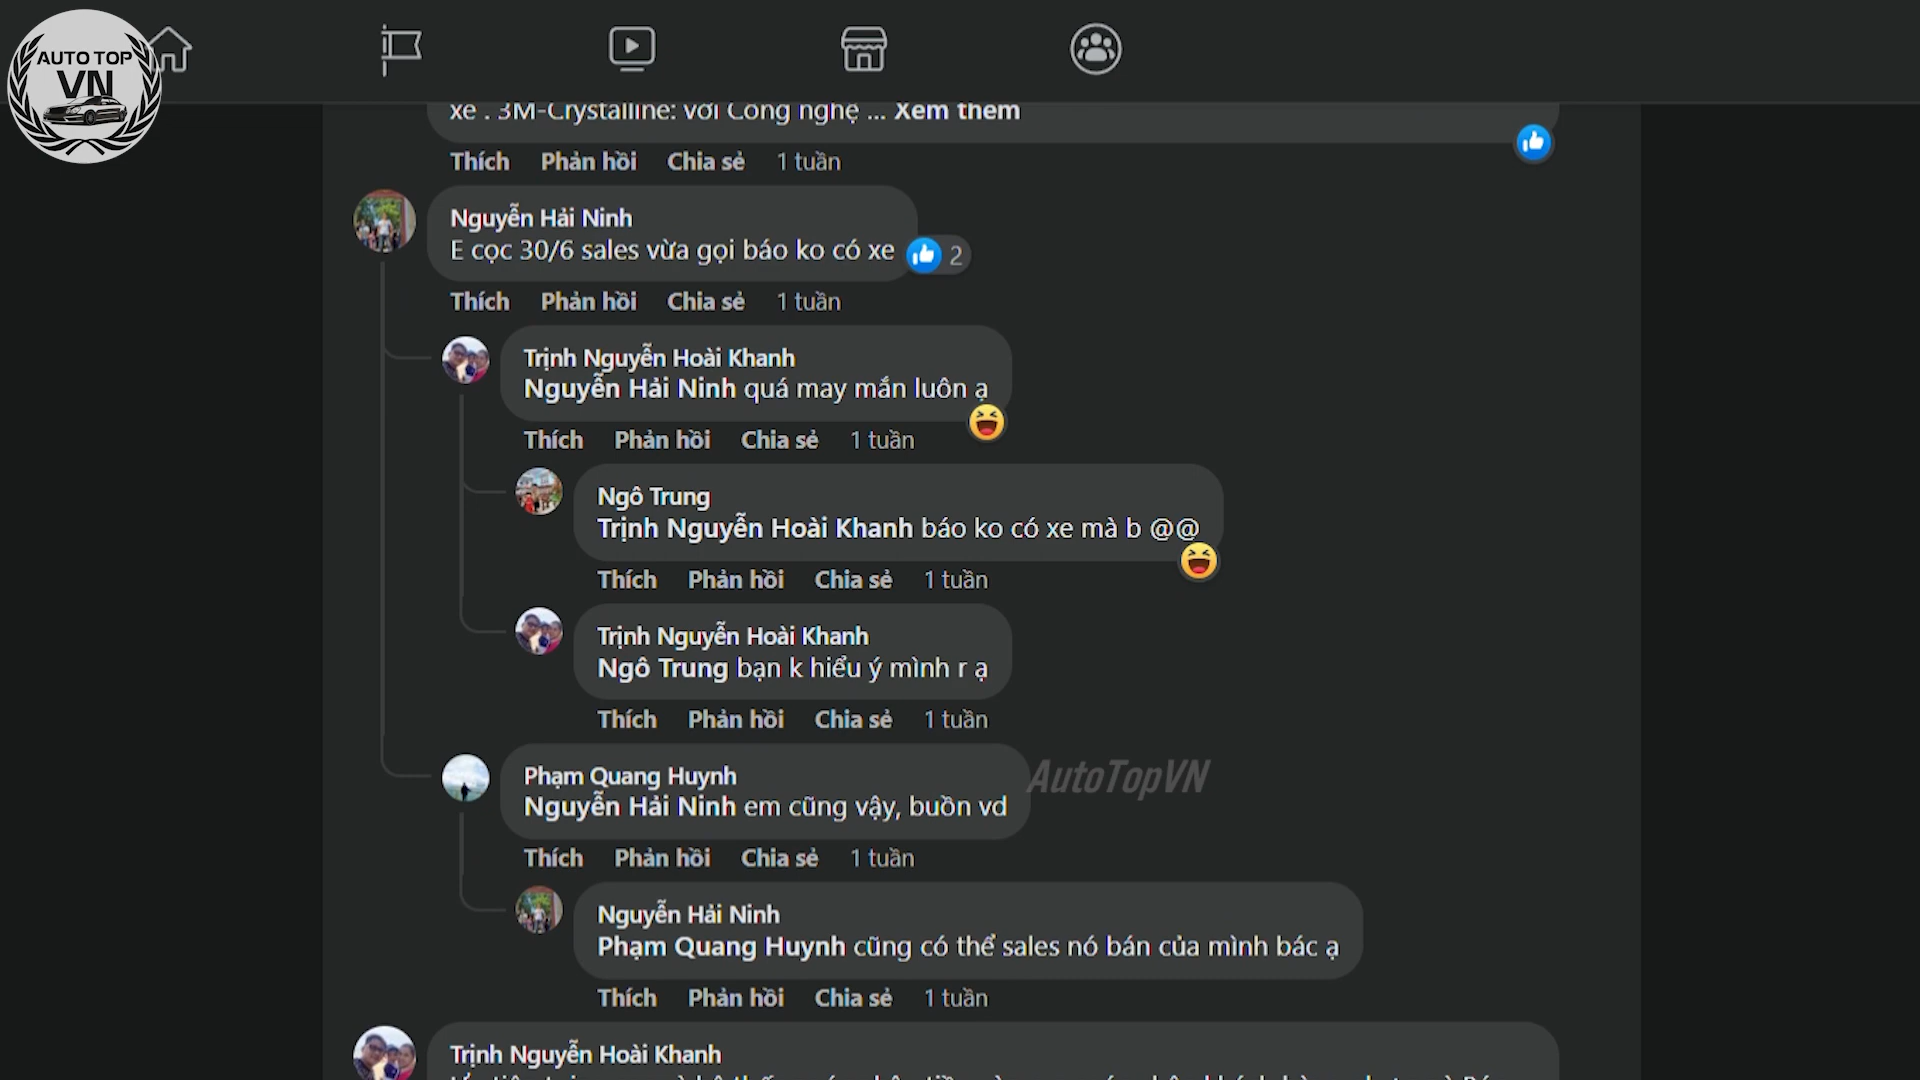 AUTO TOP
VN
xe . 3M-Crystalline: với Công nghệ ... Xem thêm
Thích Phản hồi Chia sẻ 1 tuần
Nguyễn Hải Ninh
E cọc 30/6 sales vừa gọi báo ko có xe
2
Thích Phản hồi Chia sẻ 1 tuần
Trịnh Nguyễn Hoài Khanh
Nguyễn Hải Ninh quá may mắn luôn ạ
Thích Phản hồi Chia sẻ 1 tuần
Ngô Trung
Trịnh Nguyễn Hoài Khanh báo ko có xe mà b @@
Thích Phản hồi Chia sẻ 1 tuần
Trịnh Nguyễn Hoài Khanh
Ngô Trung bạn k hiểu ý mình r ạ
Thích Phản hồi Chia sẻ 1 tuần
Phạm Quang Huynh
Nguyễn Hải Ninh em cũng vậy, buồn vd
AutoTopVN
Thích Phản hồi Chia sẻ 1 tuần
Nguyễn Hải Ninh
Phạm Quang Huynh cũng có thể sales nó bán của mình bác ạ
Thích Phản hồi Chia sẻ 1 tuần
Trịnh Nguyễn Hoài Khanh